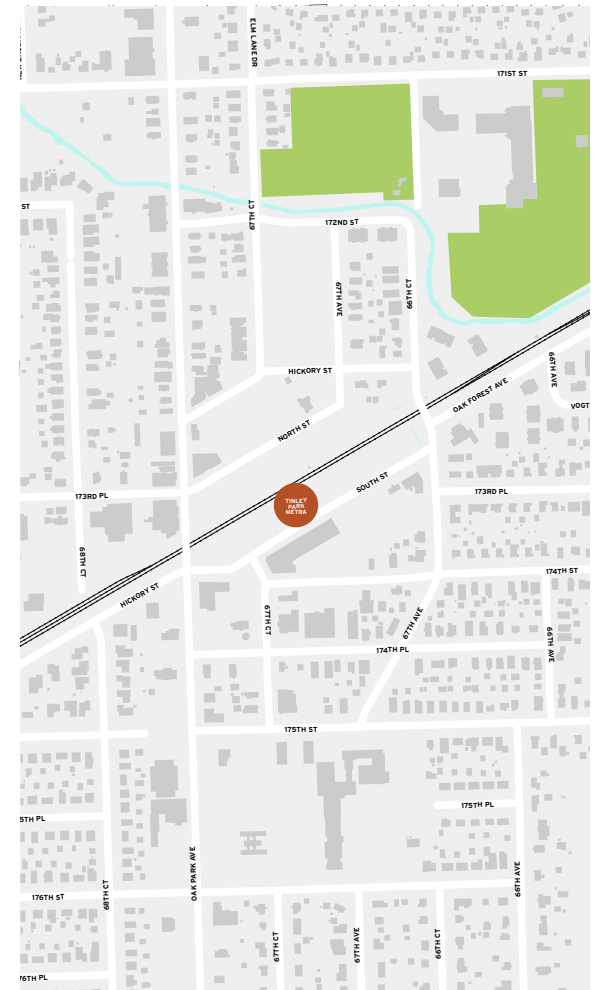 ELM LANE DR
171ST ST
ST
67TH CT
172ND ST
67TH AVE
66TH CT
HICKORY ST
66TH AVE
OAK FOREST AVE
VOGT
NORTH ST
SOUTH ST
173RD PL
173RD PL
TINLEY
PARK
METRA
68TH CT
174TH ST
HICKORY ST
67TH CT
67TH AVE
66TH AVE
174TH PL
175TH ST
175TH PL
5TH PL
OAK PARK AVE
66TH AVE
68TH CT
176TH ST
67TH CT
67TH AVE
66TH CT
76TH PL